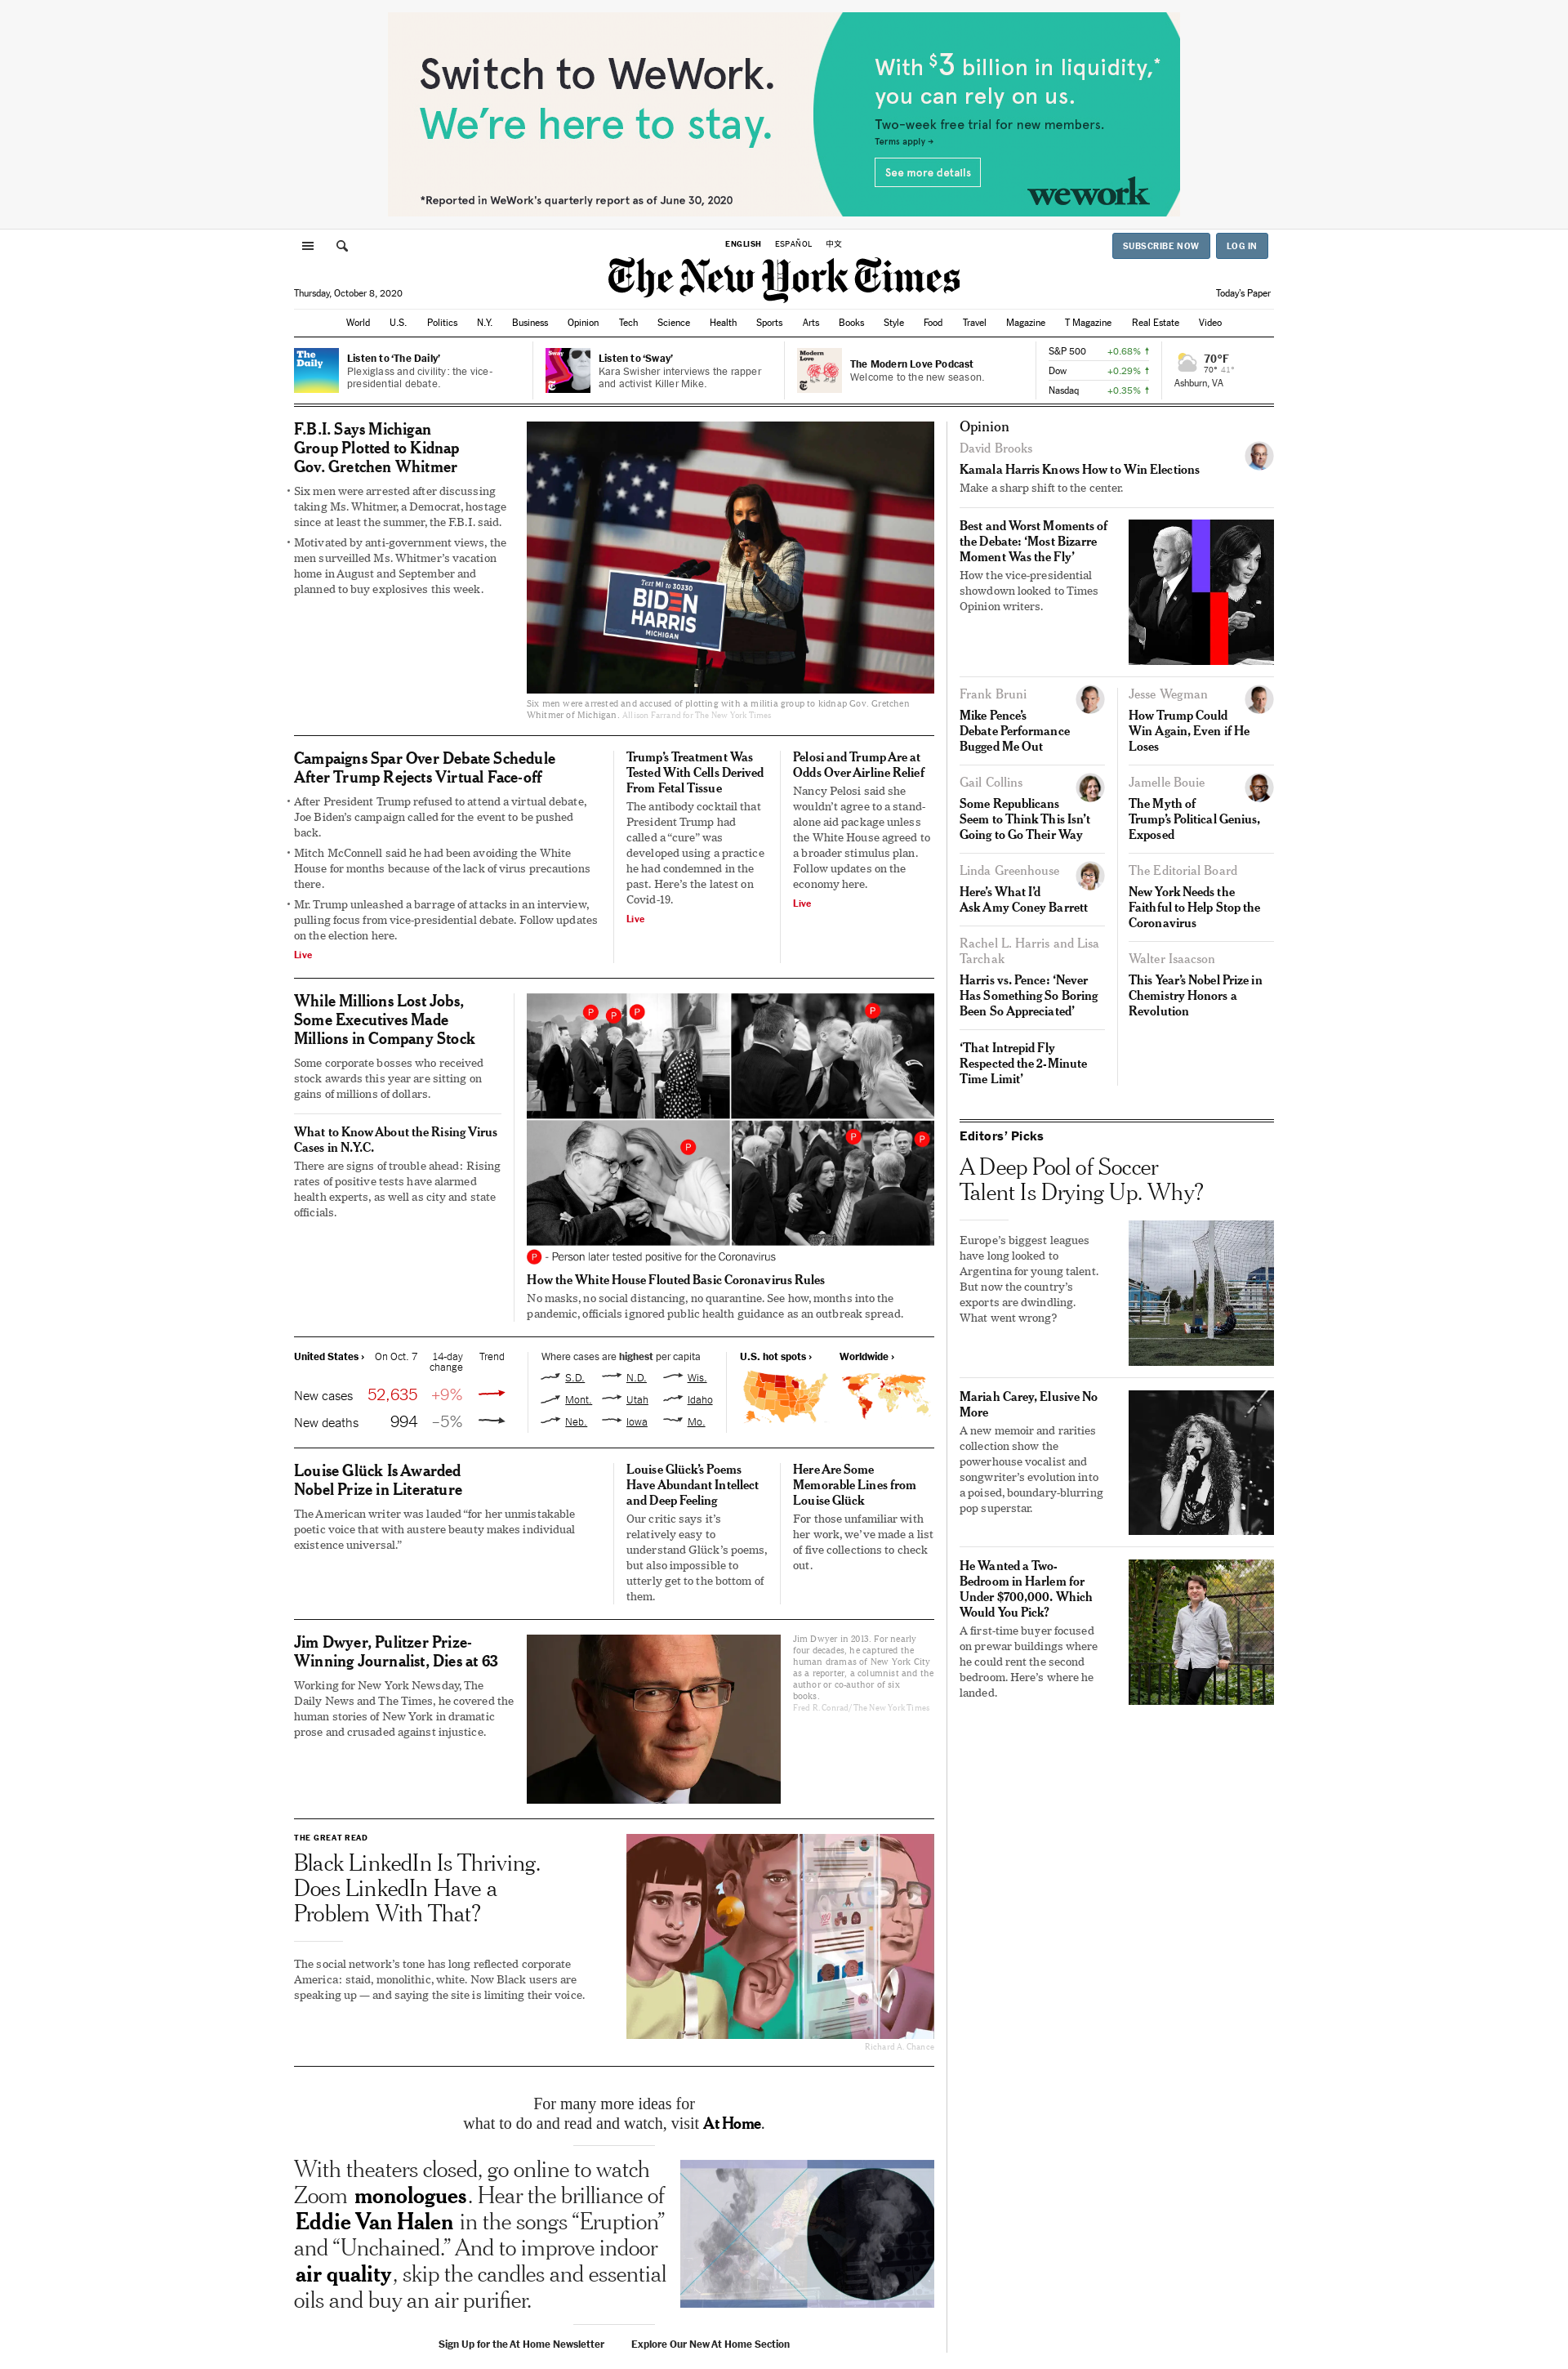 Switch to WeWork.
We're here to stay.
*Reported in WeWork's quarterly report as of June 30, 2020
With $3 billion in liquidity,*
you can rely on us.
Two-week free trial for new members.
Terms apply →
See more details
wework
ENGLISH ESPAÑOL 中文
SUBSCRIBE NOW LOG IN
The New York Times
Thursday, October 8, 2020
Today's Paper
World U.S. Politics N.Y. Business Opinion Tech Science Health Sports Arts Books Style Food Travel Magazine T Magazine Real Estate Video
The
Daily
Listen to 'The Daily'
Plexiglass and civility: the vice-
presidential debate.
Sway
Listen to 'Sway'
Kara Swisher interviews the rapper
and activist Killer Mike.
Modern
Love
The Modern Love Podcast
Welcome to the new season.
S&P 500 +0.68% ↑
Dow +0.29% ↑
Nasdaq +0.35% ↑
70°F
70° 41°
Ashburn, VA
F.B.I. Says Michigan
Group Plotted to Kidnap
Gov. Gretchen Whitmer
• Six men were arrested after discussing
taking Ms. Whitmer, a Democrat, hostage
since at least the summer, the F.B.I. said.
• Motivated by anti-government views, the
men surveilled Ms. Whitmer's vacation
home in August and September and
planned to buy explosives this week.
Text MI to 30330
BIDEN
HARRIS
MICHIGAN
Six men were arrested and accused of plotting with a militia group to kidnap Gov. Gretchen
Whitmer of Michigan. Allison Farrand for The New York Times
Campaigns Spar Over Debate Schedule
After Trump Rejects Virtual Face-off
• After President Trump refused to attend a virtual debate,
Joe Biden's campaign called for the event to be pushed
back.
• Mitch McConnell said he had been avoiding the White
House for months because of the lack of virus precautions
there.
• Mr. Trump unleashed a barrage of attacks in an interview,
pulling focus from vice-presidential debate. Follow updates
on the election here.
Live
Trump's Treatment Was
Tested With Cells Derived
From Fetal Tissue
The antibody cocktail that
President Trump had
called a "cure" was
developed using a practice
he had condemned in the
past. Here's the latest on
Covid-19.
Live
Pelosi and Trump Are at
Odds Over Airline Relief
Nancy Pelosi said she
wouldn't agree to a stand-
alone aid package unless
the White House agreed to
a broader stimulus plan.
Follow updates on the
economy here.
Live
While Millions Lost Jobs,
Some Executives Made
Millions in Company Stock
Some corporate bosses who received
stock awards this year are sitting on
gains of millions of dollars.
What to Know About the Rising Virus
Cases in N.Y.C.
There are signs of trouble ahead: Rising
rates of positive tests have alarmed
health experts, as well as city and state
officials.
P P P P
P P P
P - Person later tested positive for the Coronavirus
How the White House Flouted Basic Coronavirus Rules
No masks, no social distancing, no quarantine. See how, months into the
pandemic, officials ignored public health guidance as an outbreak spread.
United States › On Oct. 7 14-day
change Trend
New cases 52,635 +9%
New deaths 994 –5%
Where cases are highest per capita
S.D. N.D. Wis.
Mont. Utah Idaho
Neb. Iowa Mo.
U.S. hot spots › Worldwide ›
Louise Glück Is Awarded
Nobel Prize in Literature
The American writer was lauded "for her unmistakable
poetic voice that with austere beauty makes individual
existence universal."
Louise Glück's Poems
Have Abundant Intellect
and Deep Feeling
Our critic says it's
relatively easy to
understand Glück's poems,
but also impossible to
utterly get to the bottom of
them.
Here Are Some
Memorable Lines from
Louise Glück
For those unfamiliar with
her work, we've made a list
of five collections to check
out.
Jim Dwyer, Pulitzer Prize-
Winning Journalist, Dies at 63
Working for New York Newsday, The
Daily News and The Times, he covered the
human stories of New York in dramatic
prose and crusaded against injustice.
Jim Dwyer in 2013. For nearly
four decades, he captured the
human dramas of New York City
as a reporter, a columnist and the
author or co-author of six
books.
Fred R. Conrad/The New York Times
THE GREAT READ
Black LinkedIn Is Thriving.
Does LinkedIn Have a
Problem With That?
The social network's tone has long reflected corporate
America: staid, monolithic, white. Now Black users are
speaking up — and saying the site is limiting their voice.
Richard A. Chance
For many more ideas for
what to do and read and watch, visit At Home.
With theaters closed, go online to watch
Zoom monologues. Hear the brilliance of
Eddie Van Halen in the songs "Eruption"
and "Unchained." And to improve indoor
air quality, skip the candles and essential
oils and buy an air purifier.
Sign Up for the At Home Newsletter Explore Our New At Home Section
Opinion
David Brooks
Kamala Harris Knows How to Win Elections
Make a sharp shift to the center.
Best and Worst Moments of
the Debate: 'Most Bizarre
Moment Was the Fly'
How the vice-presidential
showdown looked to Times
Opinion writers.
Frank Bruni
Mike Pence's
Debate Performance
Bugged Me Out
Gail Collins
Some Republicans
Seem to Think This Isn't
Going to Go Their Way
Linda Greenhouse
Here's What I'd
Ask Amy Coney Barrett
Rachel L. Harris and Lisa
Tarchak
Harris vs. Pence: 'Never
Has Something So Boring
Been So Appreciated'
'That Intrepid Fly
Respected the 2-Minute
Time Limit'
Jesse Wegman
How Trump Could
Win Again, Even if He
Loses
Jamelle Bouie
The Myth of
Trump's Political Genius,
Exposed
The Editorial Board
New York Needs the
Faithful to Help Stop the
Coronavirus
Walter Isaacson
This Year's Nobel Prize in
Chemistry Honors a
Revolution
Editors' Picks
A Deep Pool of Soccer
Talent Is Drying Up. Why?
Europe's biggest leagues
have long looked to
Argentina for young talent.
But now the country's
exports are dwindling.
What went wrong?
Mariah Carey, Elusive No
More
A new memoir and rarities
collection show the
powerhouse vocalist and
songwriter's evolution into
a poised, boundary-blurring
pop superstar.
He Wanted a Two-
Bedroom in Harlem for
Under $700,000. Which
Would You Pick?
A first-time buyer focused
on prewar buildings where
he could rent the second
bedroom. Here's where he
landed.